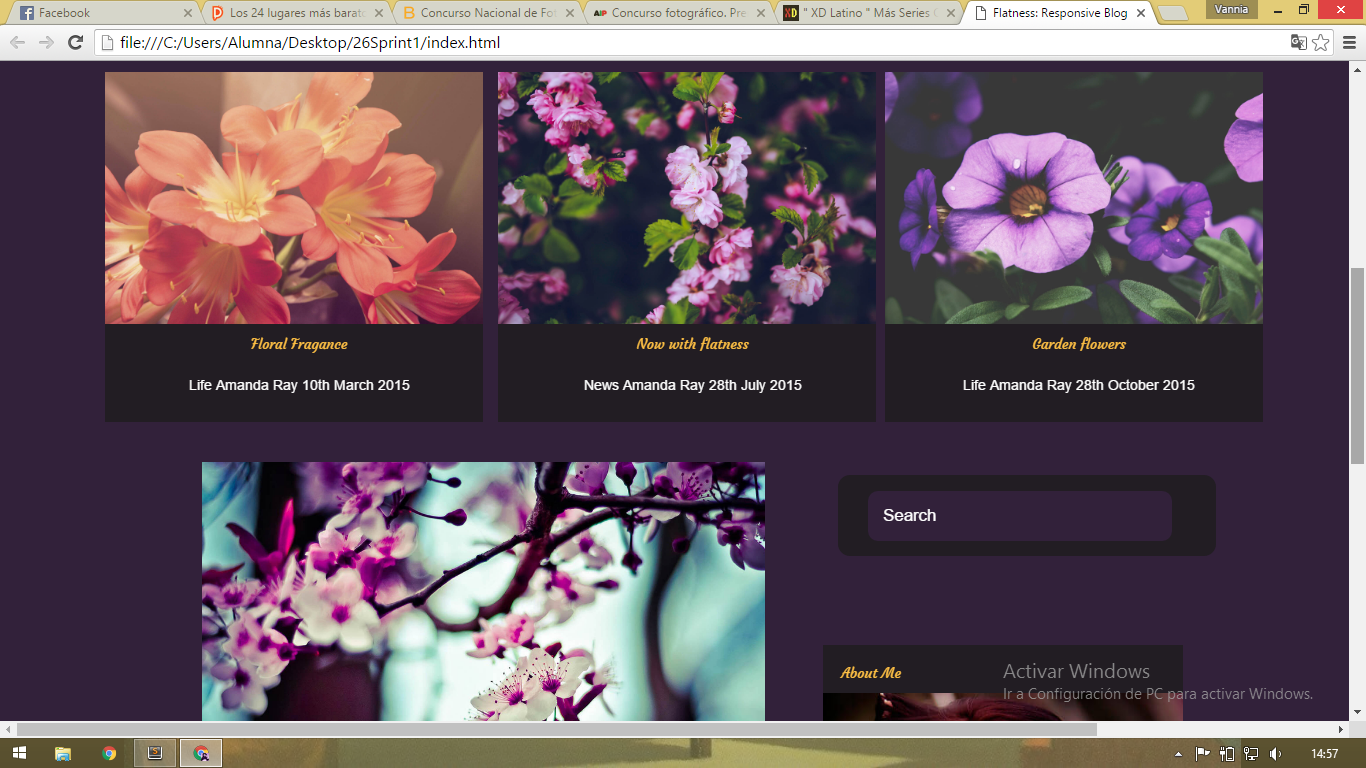 Facebook
Los 24 lugares más barat
Concurso Nacional de Fot
Concurso fotográfico. Pre
XD " XD Latino " Más Series
Flatness: Responsive Blog
Vannia
file:///C:/Users/Alumna/Desktop/26Sprint1/index.html
Floral Fragance
Now with flatness
Garden flowers
Life Amanda Ray 10th March 2015
News Amanda Ray 28th July 2015
Life Amanda Ray 28th October 2015
Search
About Me
Activar Windows
Ir a Configuración de PC para activar Windows.
14:57